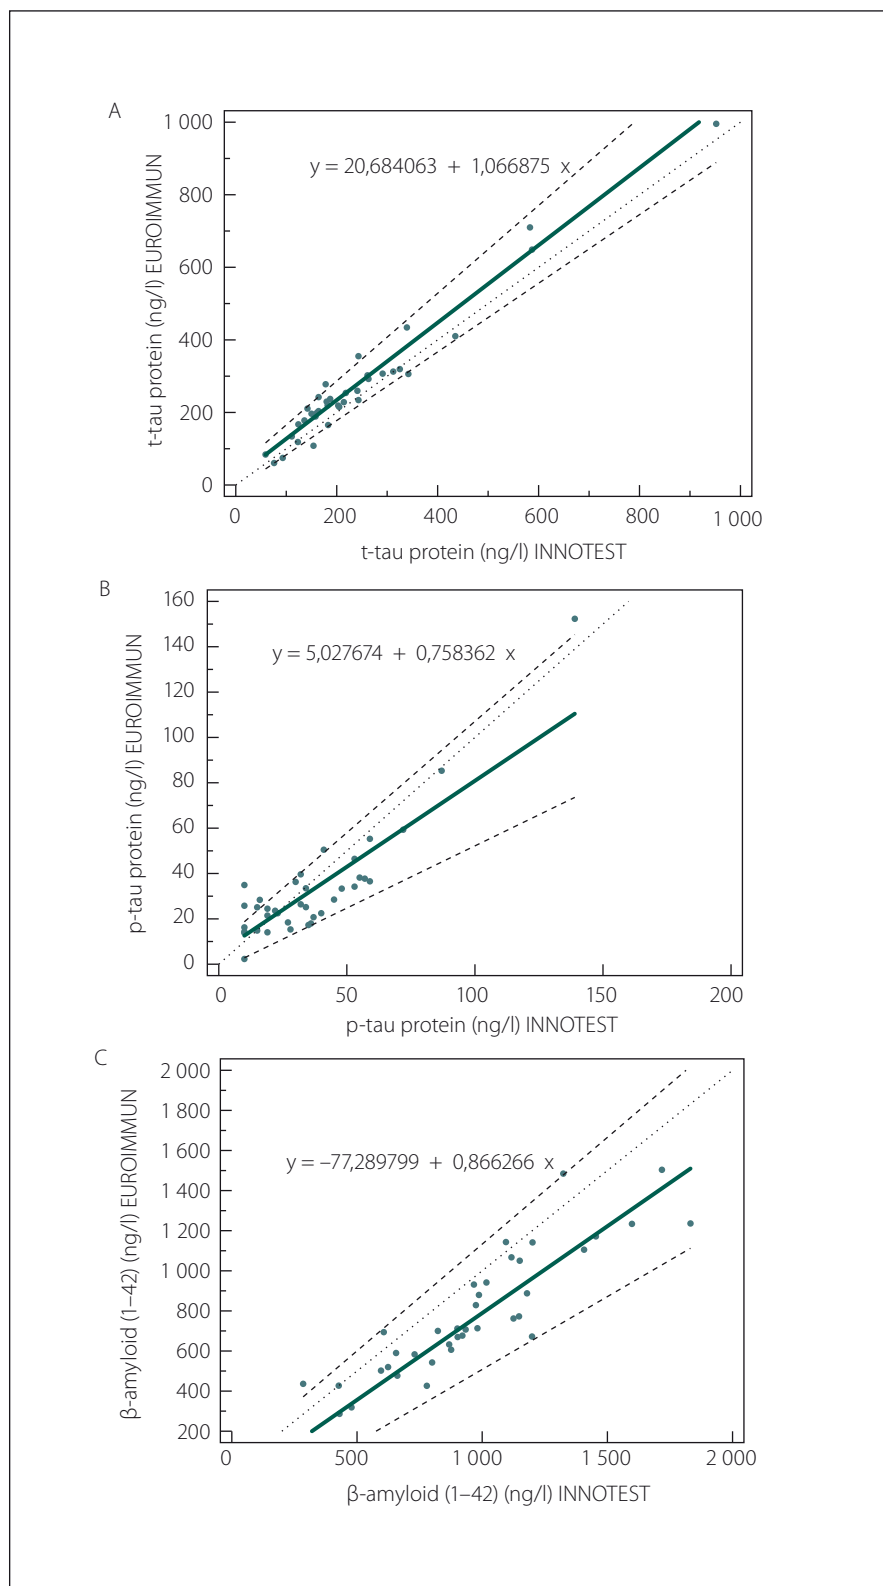 A
1 000
800
600
400
200
0
t-tau protein (ng/l) EUROIMMUN
y = 20,684063 + 1,066875 x
0 200 400 600 800 1 000
t-tau protein (ng/l) INNOTEST
B
160
140
120
100
80
60
40
20
0
p-tau protein (ng/l) EUROIMMUN
y = 5,027674 + 0,758362 x
0 50 100 150 200
p-tau protein (ng/l) INNOTEST
C
2 000
1 800
1 600
1 400
1 200
1 000
800
600
400
200
β-amyloid (1–42) (ng/l) EUROIMMUN
y = –77,289799 + 0,866266 x
0 500 1 000 1 500 2 000
β-amyloid (1–42) (ng/l) INNOTEST